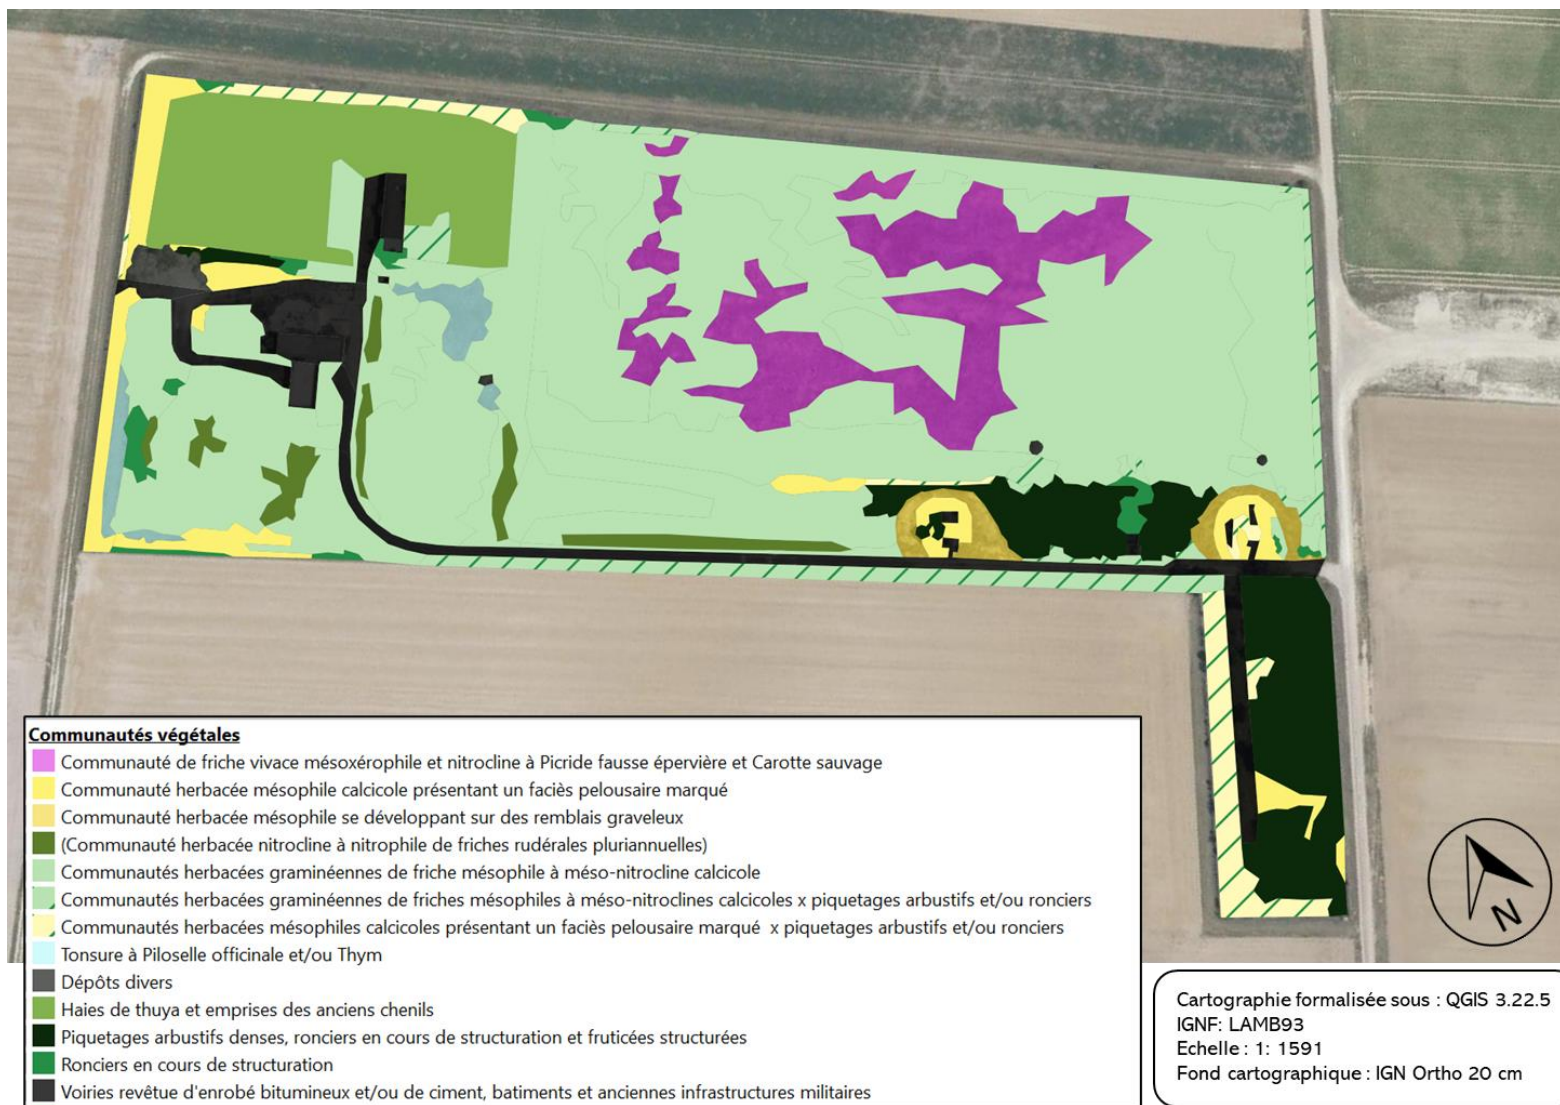 Communautés végétales
Communauté de friche vivace mésoxérophile et nitrocline à Picride fausse épervière et Carotte sauvage
Communauté herbacée mésophile calcicole présentant un faciès pelousaire marqué
Communauté herbacée mésophile se développant sur des remblais graveleux
(Communauté herbacée nitrocline à nitrophile de friches rudérales pluriannuelles)
Communautés herbacées graminéennes de friche mésophile à méso-nitrocline calcicole
Communautés herbacées graminéennes de friches mésophiles à méso-nitroclines calcicoles x piquetages arbustifs et/ou ronciers
Communautés herbacées mésophiles calcicoles présentant un faciès pelousaire marqué x piquetages arbustifs et/ou ronciers
Tonsure à Piloselle officinale et/ou Thym
Dépôts divers
Haies de thuya et emprises des anciens chenils
Piquetages arbustifs denses, ronciers en cours de structuration et fruticées structurées
Ronciers en cours de structuration
Voiries revêtue d'enrobé bitumineux et/ou de ciment, batiments et anciennes infrastructures militaires
N
Cartographie formalisée sous : QGIS 3.22.5
IGNF: LAMB93
Echelle : 1: 1591
Fond cartographique : IGN Ortho 20 cm